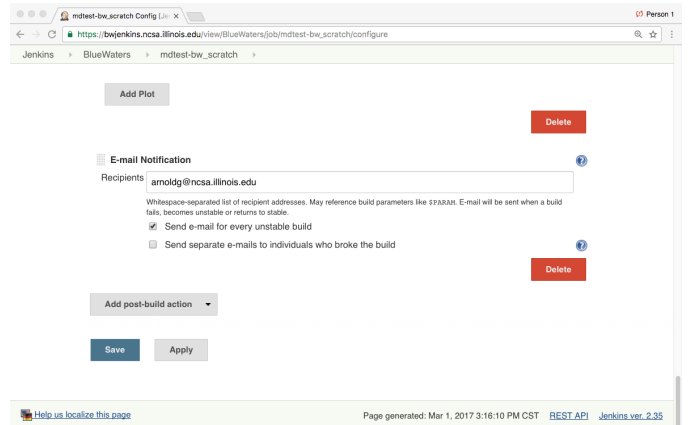 mdtest-bw_scratch Config [Je
Person 1
https://bwjenkins.ncsa.illinois.edu/view/BlueWaters/job/mdtest-bw_scratch/configure
Jenkins BlueWaters mdtest-bw_scratch
Add Plot
Delete
E-mail Notification
Recipients arnoldg@ncsa.illinois.edu
Whitespace-separated list of recipient addresses. May reference build parameters like $PARAM. E-mail will be sent when a build
fails, becomes unstable or returns to stable.
Send e-mail for every unstable build
Send separate e-mails to individuals who broke the build
Delete
Add post-build action
Save Apply
Help us localize this page Page generated: Mar 1, 2017 3:16:10 PM CST REST API Jenkins ver. 2.35